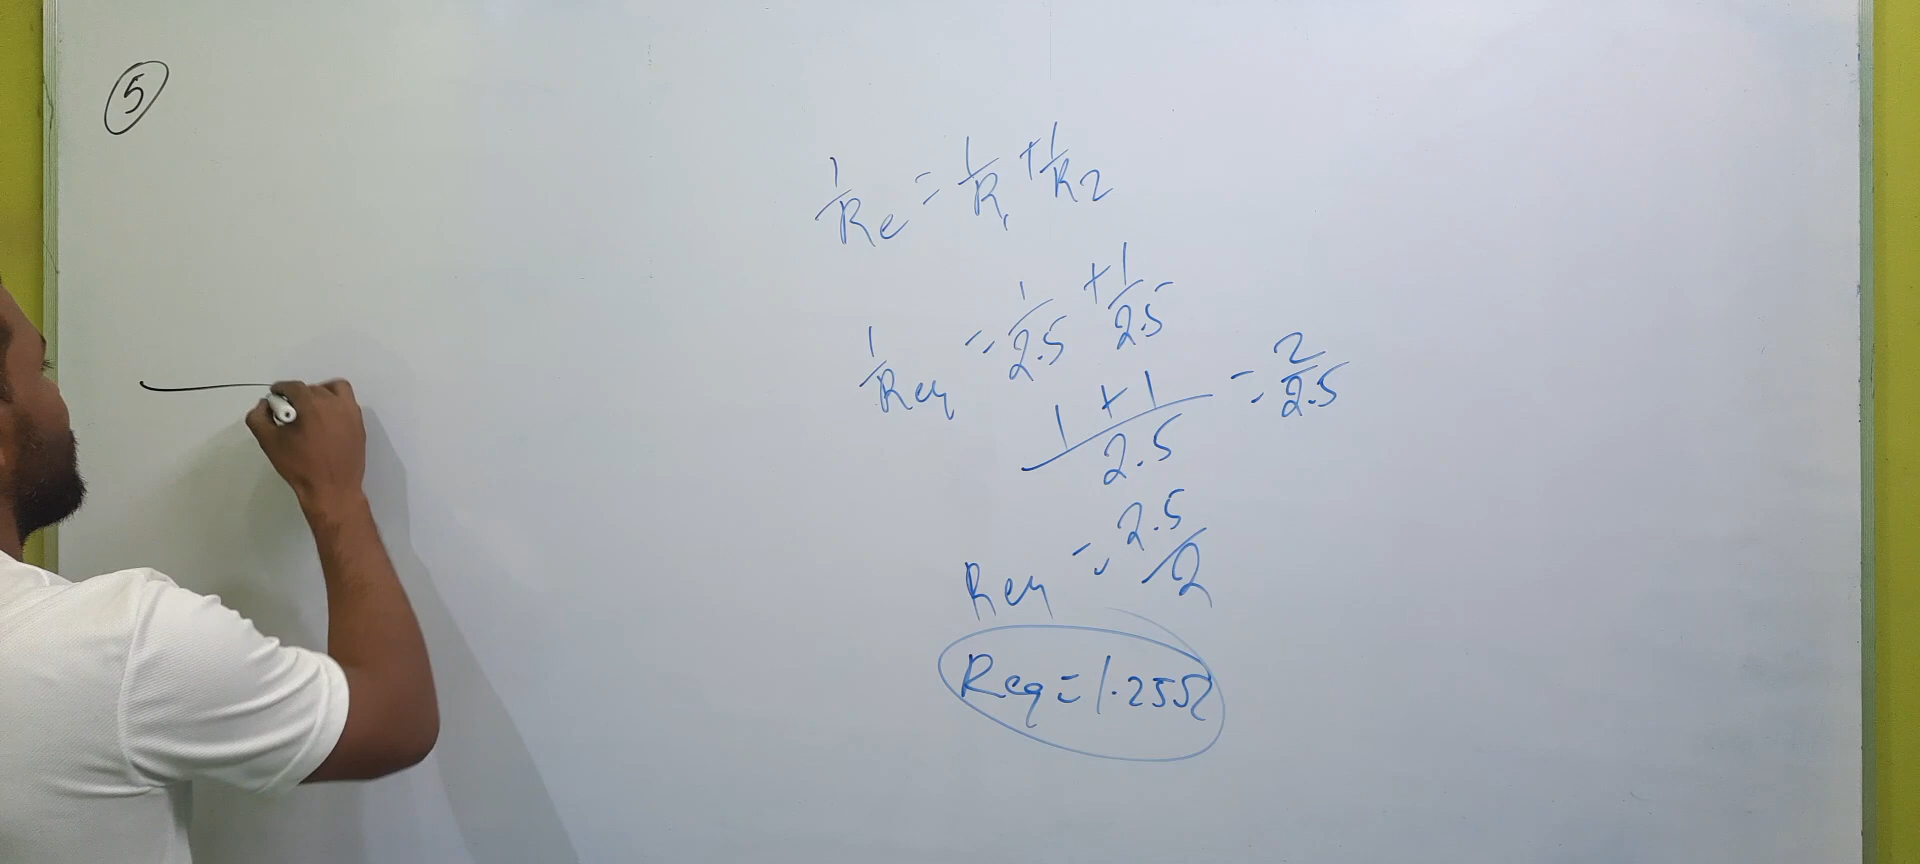 5
1/Re = 1/R1 + 1/R2
1/Req = 1/2.5 + 1/2.5
1 + 1/2.5 = 2/2.5
Req = 2.5/2
Req = 1.25Ω